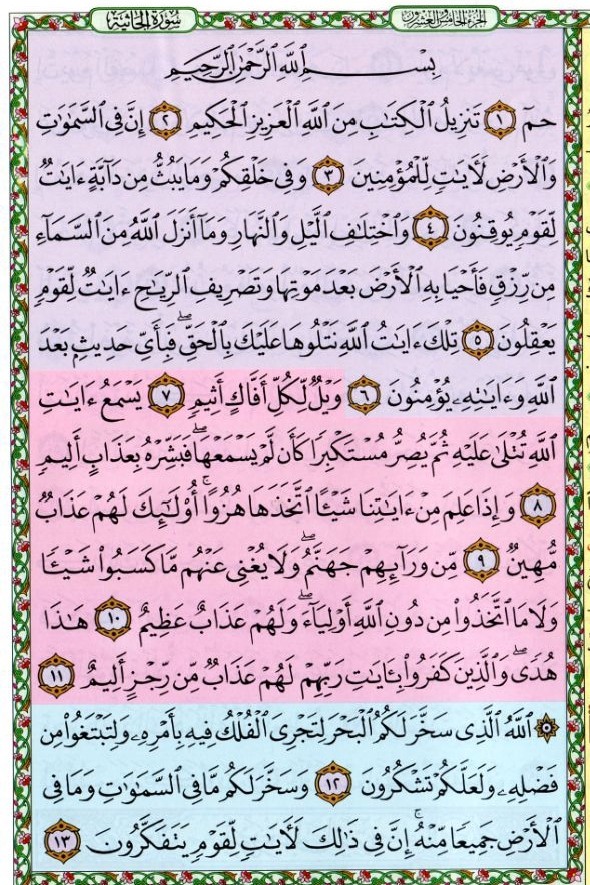 الجزء الخامس والعشرون
سورة الجاثية
بِسْمِ ٱللَّهِ ٱلرَّحْمَٰنِ ٱلرَّحِيمِ
حمٓ ١ تَنزِيلُ ٱلْكِتَٰبِ مِنَ ٱللَّهِ ٱلْعَزِيزِ ٱلْحَكِيمِ ٢ إِنَّ فِى ٱلسَّمَٰوَٰتِ
وَٱلْأَرْضِ لَءَايَٰتٍ لِّلْمُؤْمِنِينَ ٣ وَفِى خَلْقِكُمْ وَمَا يَبُثُّ مِن دَآبَّةٍ ءَايَٰتٌ
لِّقَوْمٍ يُوقِنُونَ ٤ وَٱخْتِلَٰفِ ٱلَّيْلِ وَٱلنَّهَارِ وَمَآ أَنزَلَ ٱللَّهُ مِنَ ٱلسَّمَآءِ
مِن رِّزْقٍ فَأَحْيَا بِهِ ٱلْأَرْضَ بَعْدَ مَوْتِهَا وَتَصْرِيفِ ٱلرِّيَٰحِ ءَايَٰتٌ لِّقَوْمٍ
يَعْقِلُونَ ٥ تِلْكَ ءَايَٰتُ ٱللَّهِ نَتْلُوهَا عَلَيْكَ بِٱلْحَقِّ ۖ فَبِأَىِّ حَدِيثٍۭ بَعْدَ
ٱللَّهِ وَءَايَٰتِهِۦ يُؤْمِنُونَ ٦ وَيْلٌ لِّكُلِّ أَفَّاكٍ أَثِيمٍ ٧ يَسْمَعُ ءَايَٰتِ
ٱللَّهِ تُتْلَىٰ عَلَيْهِ ثُمَّ يُصِرُّ مُسْتَكْبِرًا كَأَن لَّمْ يَسْمَعْهَا ۖ فَبَشِّرْهُ بِعَذَابٍ أَلِيمٍ
٨ وَإِذَا عَلِمَ مِنْ ءَايَٰتِنَا شَيْـًٔا ٱتَّخَذَهَا هُزُوًا ۚ أُو۟لَٰٓئِكَ لَهُمْ عَذَابٌ
مُّهِينٌ ٩ مِّن وَرَآئِهِمْ جَهَنَّمُ ۖ وَلَا يُغْنِى عَنْهُم مَّا كَسَبُوا۟ شَيْـًٔا
وَلَا مَا ٱتَّخَذُوا۟ مِن دُونِ ٱللَّهِ أَوْلِيَآءَ ۖ وَلَهُمْ عَذَابٌ عَظِيمٌ ١٠ هَٰذَا
هُدًى ۖ وَٱلَّذِينَ كَفَرُوا۟ بِـَٔايَٰتِ رَبِّهِمْ لَهُمْ عَذَابٌ مِّن رِّجْزٍ أَلِيمٌ ١١
۞ ٱللَّهُ ٱلَّذِى سَخَّرَ لَكُمُ ٱلْبَحْرَ لِتَجْرِىَ ٱلْفُلْكُ فِيهِ بِأَمْرِهِۦ وَلِتَبْتَغُوا۟ مِن
فَضْلِهِۦ وَلَعَلَّكُمْ تَشْكُرُونَ ١٢ وَسَخَّرَ لَكُم مَّا فِى ٱلسَّمَٰوَٰتِ وَمَا فِى
ٱلْأَرْضِ جَمِيعًا مِّنْهُ ۚ إِنَّ فِى ذَٰلِكَ لَءَايَٰتٍ لِّقَوْمٍ يَتَفَكَّرُونَ ١٣